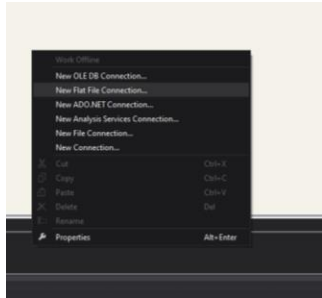 Work Offline
New OLE DB Connection...
New Flat File Connection...
New ADO.NET Connection...
New Analysis Services Connection...
New File Connection...
New Connection...
Cut Ctrl+X
Copy Ctrl+C
Paste Ctrl+V
Delete Del
Rename
Properties Alt+Enter